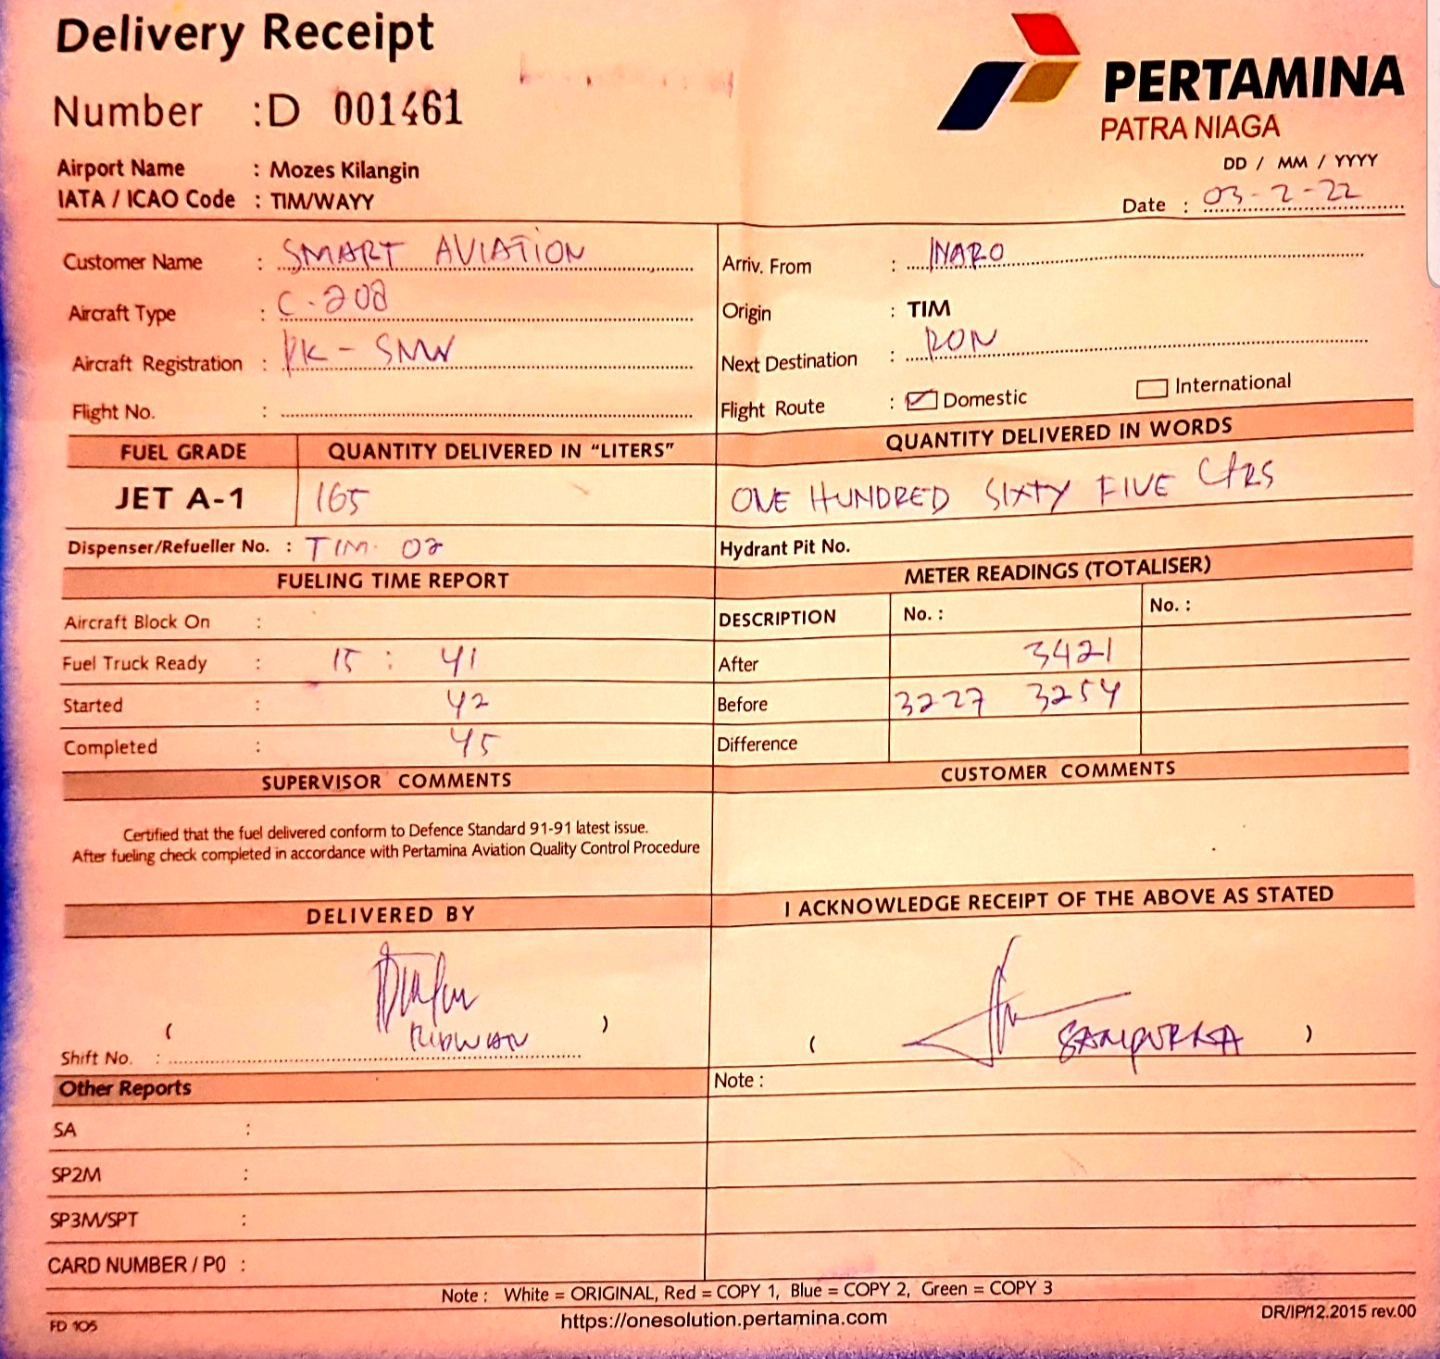 Delivery Receipt
Number : D 001461
PERTAMINA
PATRA NIAGA
Airport Name : Mozes Kilangin
IATA / ICAO Code : TIM/WAYY
DD / MM / YYYY
Date : 03-2-22
Customer Name : SMART AVIATION
Arriv. From : INARO
Aircraft Type : C-208
Origin : TIM
Aircraft Registration : PK-SNW
Next Destination : RON
Flight No. :
Flight Route : Domestic International
FUEL GRADE QUANTITY DELIVERED IN "LITERS" QUANTITY DELIVERED IN WORDS
JET A-1 165 ONE HUNDRED SIXTY FIVE LTRS
Dispenser/Refueller No. : TIM. 02 Hydrant Pit No.
FUELING TIME REPORT METER READINGS (TOTALISER)
Aircraft Block On : DESCRIPTION No. : No. :
Fuel Truck Ready : 15 : 41 After 3421
Started : 42 Before 3227 3254
Completed : 45 Difference
SUPERVISOR COMMENTS CUSTOMER COMMENTS
Certified that the fuel delivered conform to Defence Standard 91-91 latest issue.
After fueling check completed in accordance with Pertamina Aviation Quality Control Procedure
DELIVERED BY I ACKNOWLEDGE RECEIPT OF THE ABOVE AS STATED
( RIDWAN )
Shift No. :
( )
Other Reports Note :
SA :
SP2M :
SP3M/SPT :
CARD NUMBER / PO :
Note : White = ORIGINAL, Red = COPY 1, Blue = COPY 2, Green = COPY 3
FD 105 https://onesolution.pertamina.com DR/IP/12.2015 rev.00